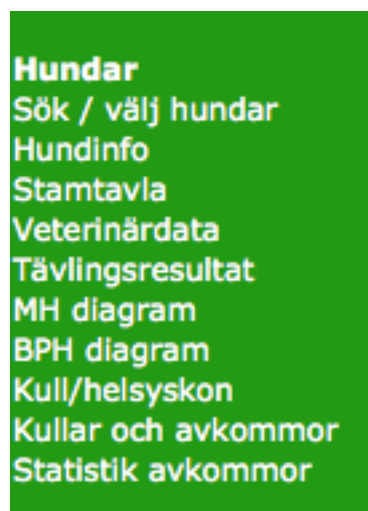 Hundar
Sök / välj hundar
Hundinfo
Stamtavla
Veterinärdata
Tävlingsresultat
MH diagram
BPH diagram
Kull/helsyskon
Kullar och avkommor
Statistik avkommor